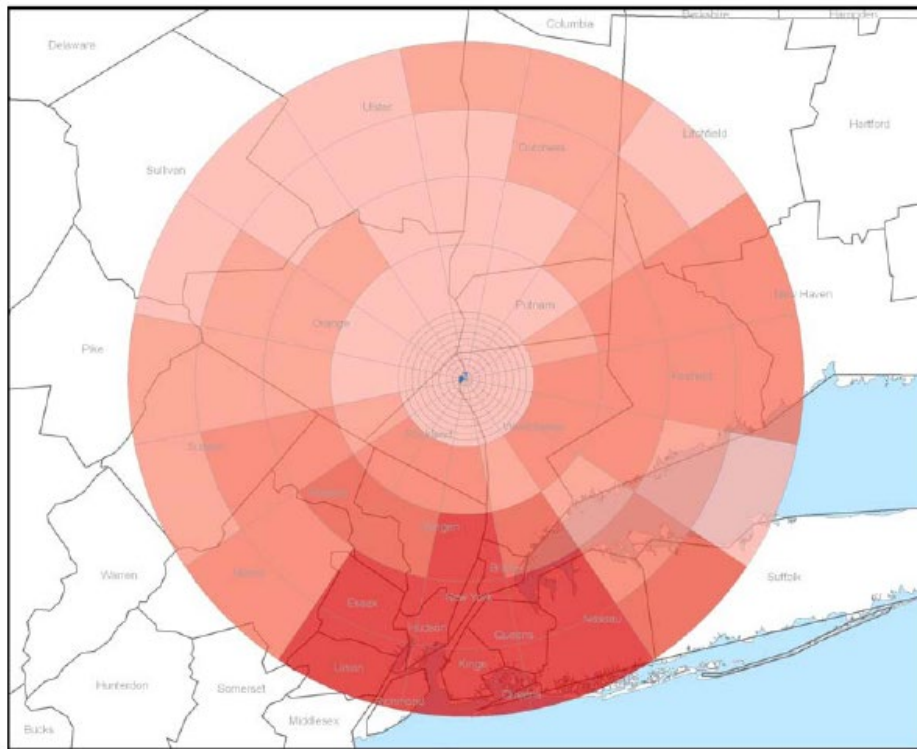 Columbia
Berkshire
Hampden
Delaware
Ulster
Litchfield
Hartford
Dutchess
Sullivan
New Haven
Putnam
Orange
Pike
Fairfield
Westchester
Rockland
Sussex
Passaic
Bergen
Warren
Morris
Bronx
Suffolk
Essex
New York
Nassau
Hudson
Queens
Union
Kings
Hunterdon
Somerset
Richmond
Queens
Middlesex
Bucks